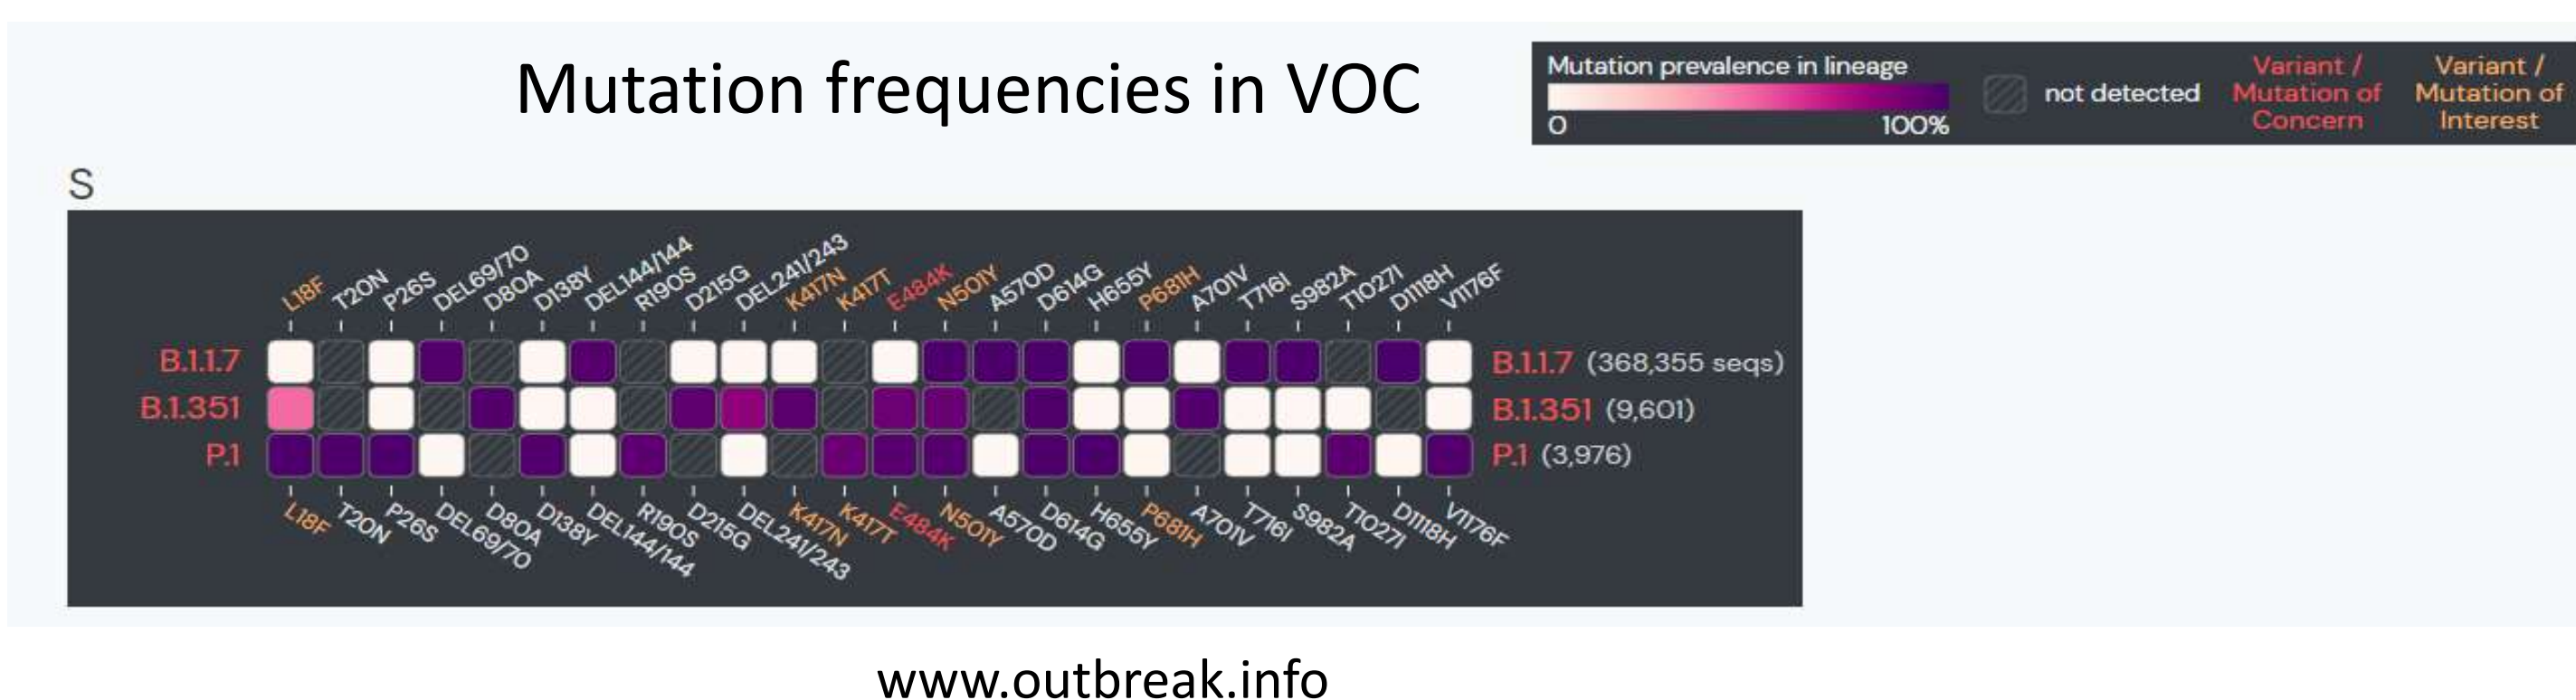 Mutation frequencies in VOC
Mutation prevalence in lineage
0 100%
not detected
Variant / Mutation of Concern
Variant / Mutation of Interest
S
L18F T20N P26S DEL69/70 D80A D138Y DEL144/144 R190S D215G DEL241/243 K417N K417T E484K N501Y A570D D614G H655Y P681H A701V T716I S982A T1027I D1118H V1176F
B.1.1.7 B.1.1.7 (368,355 seqs)
B.1.351 B.1.351 (9,601)
P.1 P.1 (3,976)
L18F T20N P26S DEL69/70 D80A D138Y DEL144/144 R190S D215G DEL241/243 K417N K417T E484K N501Y A570D D614G H655Y P681H A701V T716I S982A T1027I D1118H V1176F
www.outbreak.info